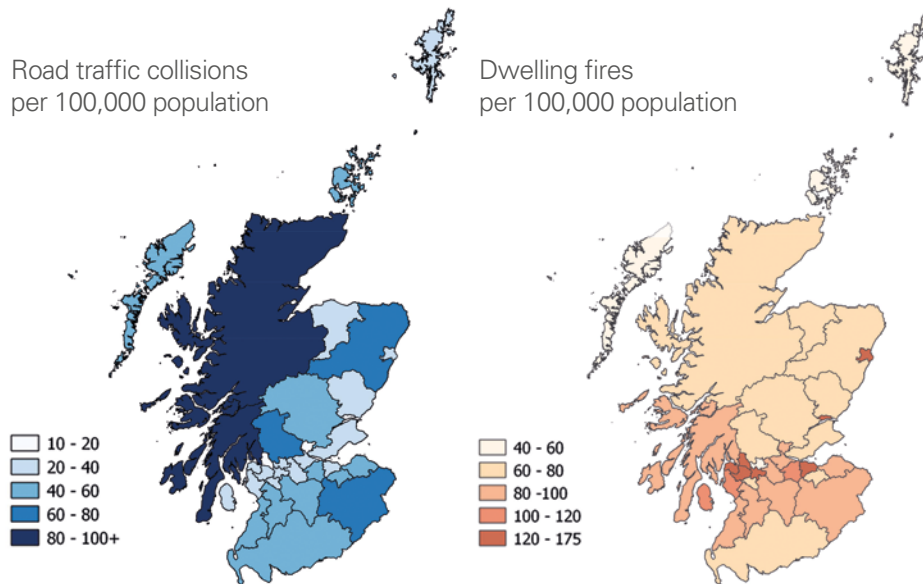 Road traffic collisions
per 100,000 population
10 - 20
20 - 40
40 - 60
60 - 80
80 - 100+
Dwelling fires
per 100,000 population
40 - 60
60 - 80
80 -100
100 - 120
120 - 175